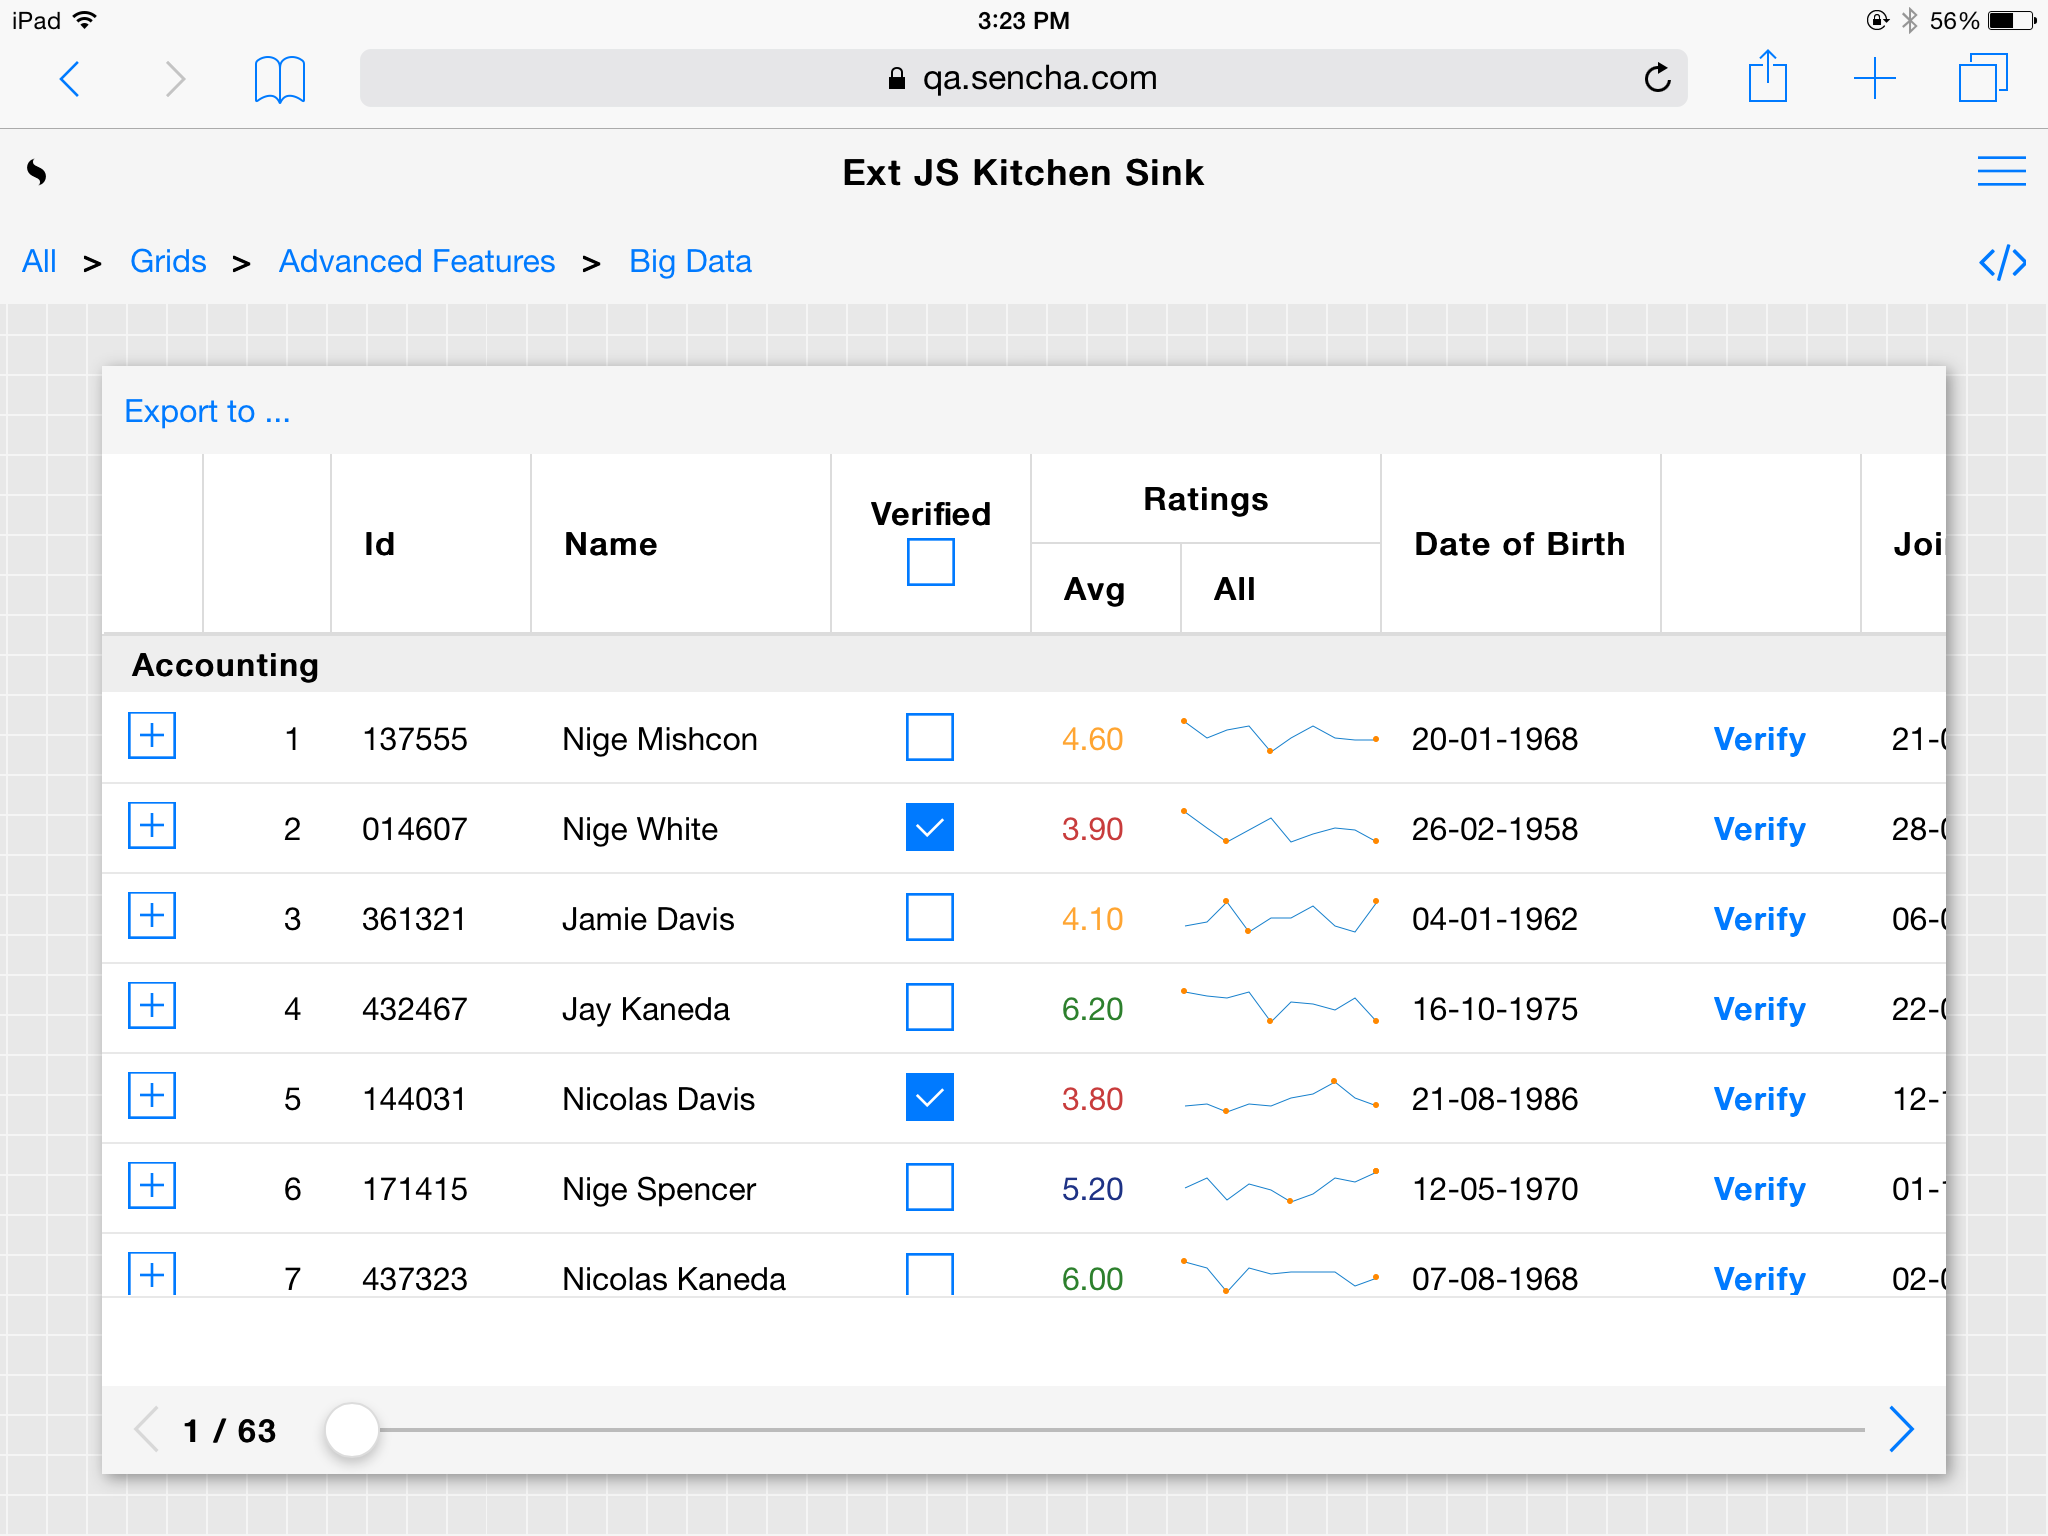 iPad 3:23 PM 56%
qa.sencha.com
Ext JS Kitchen Sink
All > Grids > Advanced Features > Big Data </>
Export to ...
Id Name Verified Ratings Date of Birth
Avg All
Accounting
1 137555 Nige Mishcon 4.60 20-01-1968 Verify 21-
2 014607 Nige White 3.90 26-02-1958 Verify 28-
3 361321 Jamie Davis 4.10 04-01-1962 Verify 06-
4 432467 Jay Kaneda 6.20 16-10-1975 Verify 22-
5 144031 Nicolas Davis 3.80 21-08-1986 Verify 12-
6 171415 Nige Spencer 5.20 12-05-1970 Verify 01-
7 437323 Nicolas Kaneda 6.00 07-08-1968 Verify 02-
1 / 63